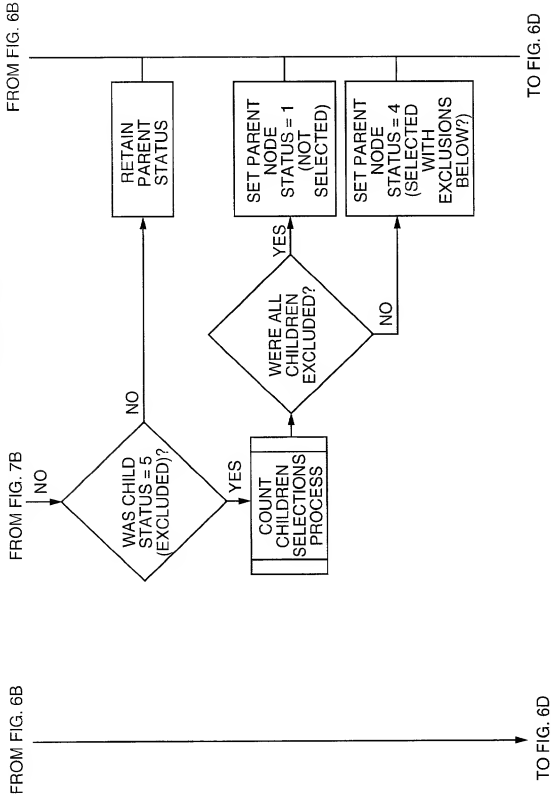 FROM FIG. 6B
FROM FIG. 7B
FROM FIG. 6B
NO
WAS CHILD
STATUS = 5
(EXCLUDED)?
NO
RETAIN
PARENT
STATUS
YES
COUNT
CHILDREN
SELECTIONS
PROCESS
WERE ALL
CHILDREN
EXCLUDED?
YES
SET PARENT
NODE
STATUS = 1
(NOT
SELECTED)
NO
SET PARENT
NODE
STATUS = 4
(SELECTED
WITH
EXCLUSIONS
BELOW?)
TO FIG. 6D
TO FIG. 6D